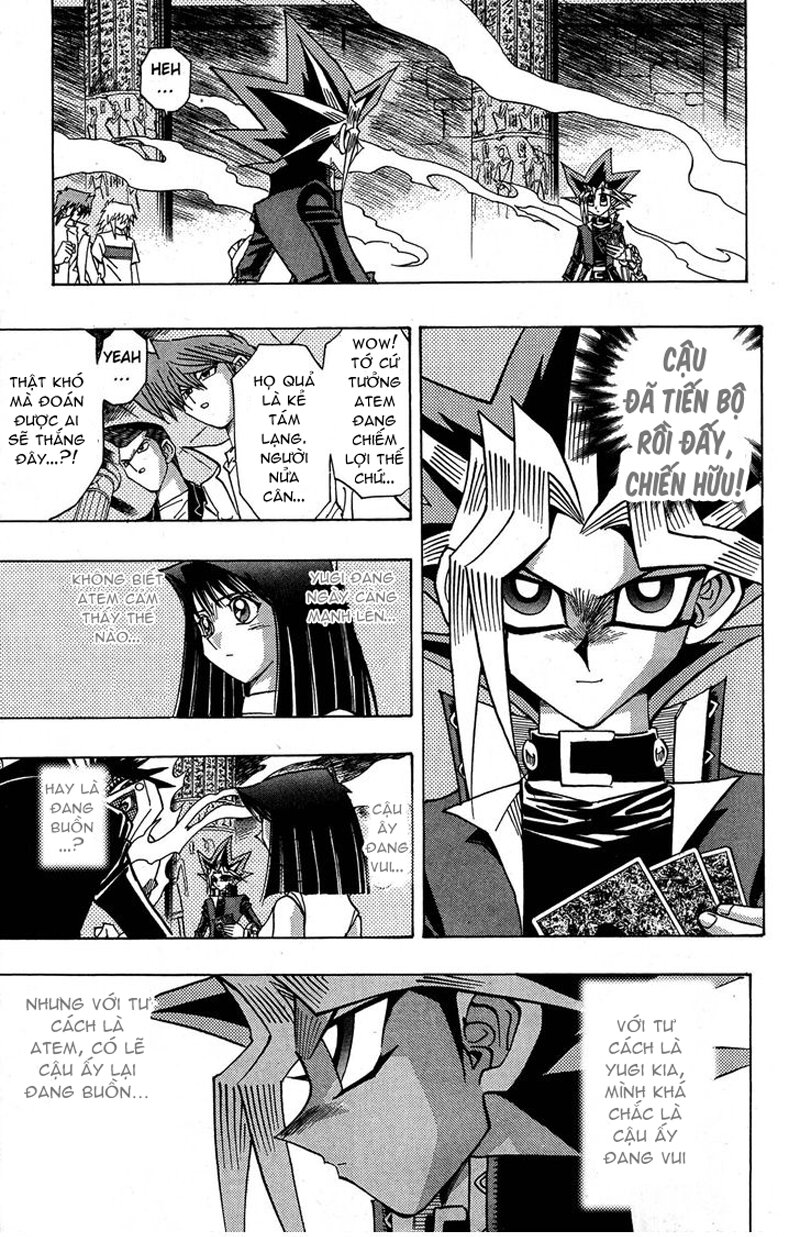 HEH
...
CẬU
ĐÃ TIẾN BỘ
RỒI ĐẤY,
CHIẾN HỮU!
WOW!
TỚ CỨ
TƯỞNG
ATEM
ĐANG
CHIẾM
LỢI THẾ
CHỨ...
HỌ QUẢ
LÀ KẺ
TÁM
LẠNG.
NGƯỜI
NỬA
CÂN...
YEAH
...
THẬT KHÓ
MÀ ĐOÁN
ĐƯỢC AI
SẼ THẮNG
ĐÂY...?!
YUGI ĐANG
NGÀY CÀNG
MẠNH LÊN...
KHÔNG BIẾT
ATEM CẢM
THẤY THẾ
NÀO...
CẬU
ẤY
ĐANG
VUI...
HAY LÀ
ĐANG
BUỒN
...?
VỚI TƯ
CÁCH LÀ
YUGI KIA,
MÌNH KHÁ
CHẮC LÀ
CẬU ẤY
ĐANG VUI
NHƯNG VỚI TƯ
CÁCH LÀ
ATEM, CÓ LẼ
CẬU ẤY LẠI
ĐANG BUỒN...